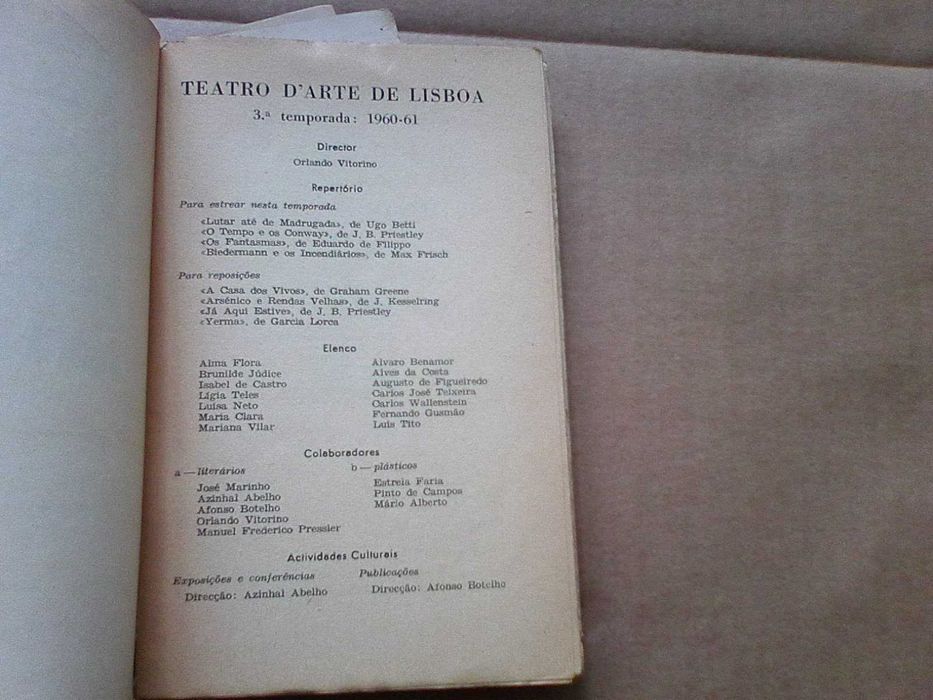 TEATRO D'ARTE DE LISBOA
3.ª temporada: 1960-61
Director
Orlando Vitorino
Repertório
Para estrear nesta temporada
«Lutar até de Madrugada», de Ugo Betti
«O Tempo e os Conway», de J. B. Priestley
«Os Fantasmas», de Eduardo de Filippo
«Biedermann e os Incendiários», de Max Frisch
Para reposições
«A Casa dos Vivos», de Graham Greene
«Arsénico e Rendas Velhas», de J. Kesselring
«Já Aqui Estive», de J. B. Priestley
«Yerma», de Garcia Lorca
Elenco
Alma Flora
Brunilde Júdice
Isabel de Castro
Lígia Teles
Luisa Neto
Maria Clara
Mariana Vilar
Alvaro Benamor
Alves da Costa
Augusto de Figueiredo
Carlos José Teixeira
Carlos Wallenstein
Fernando Gusmão
Luís Tito
Colaboradores
a — literários
José Marinho
Azinhal Abelho
Afonso Botelho
Orlando Vitorino
Manuel Frederico Pressler
b — plásticos
Estreia Faria
Pinto de Campos
Mário Alberto
Actividades Culturais
Exposições e conferências
Direcção: Azinhal Abelho
Publicações
Direcção: Afonso Botelho